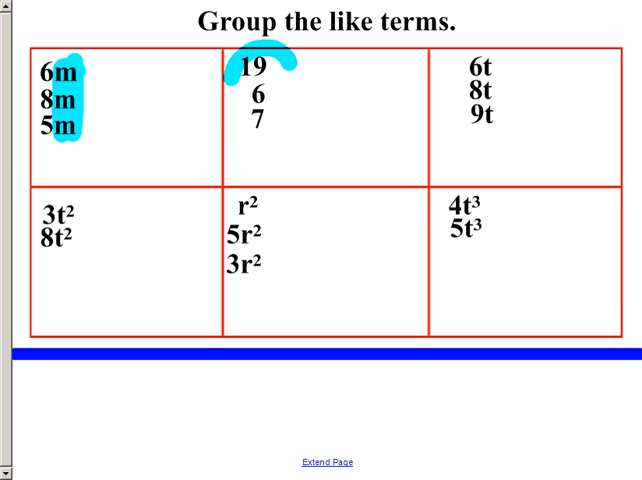 Group the like terms.
6m
8m
5m
19
6
7
6t
8t
9t
3t²
8t²
r²
5r²
3r²
4t³
5t³
Extend Page